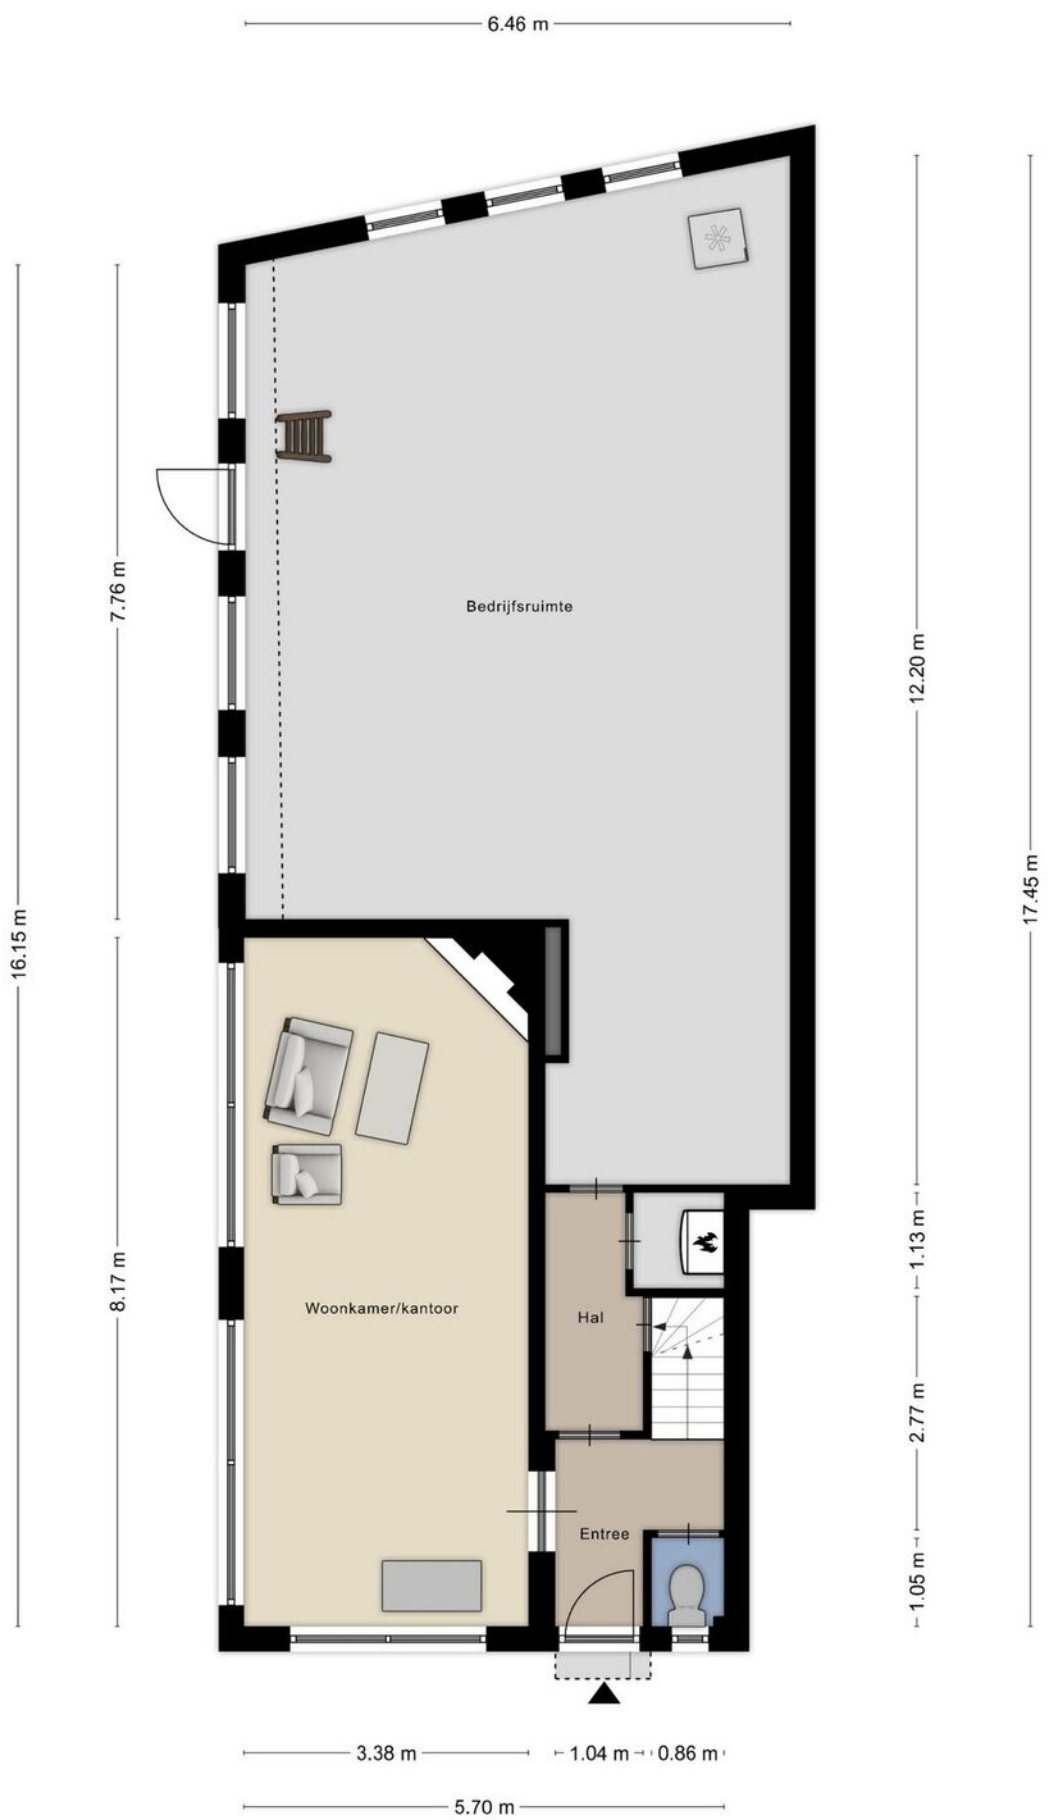 6.46 m
7.76 m
Bedrijfsruimte
12.20 m
17.45 m
16.15 m
1.13 m
8.17 m
Woonkamer/kantoor
Hal
2.77 m
Entree
1.05 m
3.38 m
1.04 m
0.86 m
5.70 m